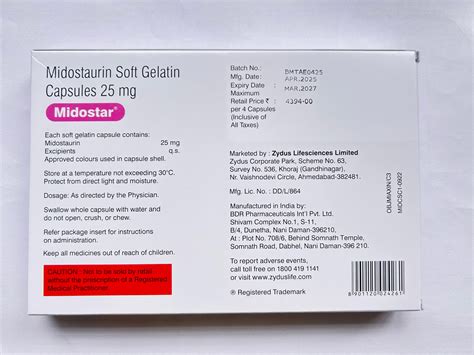 Midostaurin Soft Gelatin
Capsules 25 mg
Midostar®
Each soft gelatin capsule contains:
Midostaurin 25 mg
Excipients q.s.
Approved colours used in capsule shell.
Store at a temperature not exceeding 30°C.
Protect from direct light and moisture.
Dosage: As directed by the Physician.
Swallow whole capsule with water and
do not open, crush, or chew.
Refer package insert for instructions
on administration.
Keep all medicines out of reach of children.
CAUTION : Not to be sold by retail
without the prescription of a Registered
Medical Practitioner.
Batch No.: BMTAE0425
Mfg. Date: APR.2025
Expiry Date : MAR.2027
Maximum
Retail Price ₹ : 4394-00
per 4 Capsules
(Inclusive of
All Taxes)
Marketed by : Zydus Lifesciences Limited
Zydus Corporate Park, Scheme No. 63,
Survey No. 536, Khoraj (Gandhinagar),
Nr. Vaishnodevi Circle, Ahmedabad-382481.
Mfg. Lic. No. : DD/L/864
Manufactured in India by:
BDR Pharmaceuticals Int'l Pvt. Ltd.
Shivam Complex No.1, S-11,
B/4, Dunetha, Nani Daman-396210.
At : Plot No. 708/6, Behind Somnath Temple,
Somnath Road, Dabhel, Nani Daman-396 210.
To report adverse events,
call toll free on 1800 419 1141
or visit www.zyduslife.com
® Registered Trademark
MIDCSC1-0922
8 901120 024261